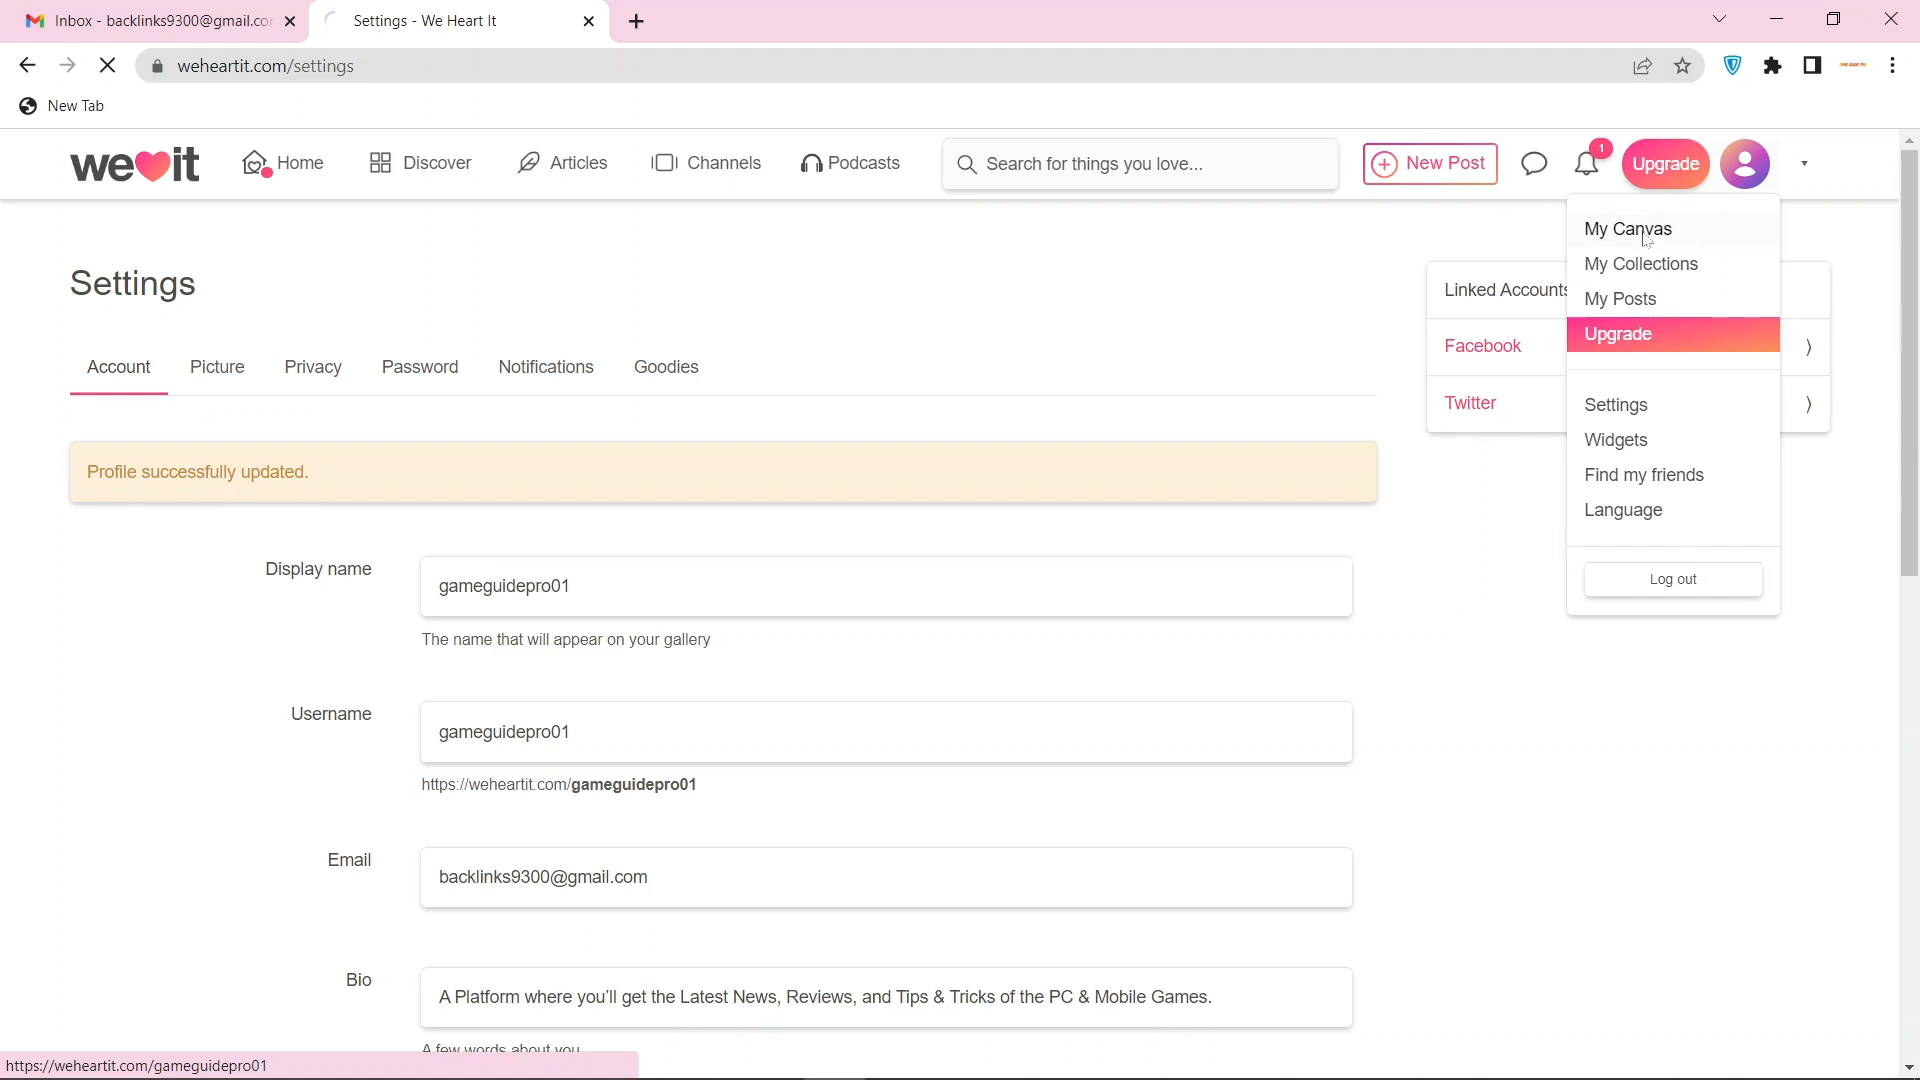 Inbox - backlinks9300@gmail.co
Settings - We Heart It
weheartit.com/settings
New Tab
we it
Home
Discover
Articles
Channels
Podcasts
Search for things you love...
New Post
1
Upgrade
My Canvas
My Collections
My Posts
Upgrade
Settings
Widgets
Find my friends
Language
Log out
Settings
Linked Accounts
Facebook
Twitter
Account
Picture
Privacy
Password
Notifications
Goodies
Profile successfully updated.
Display name
gameguidepro01
The name that will appear on your gallery
Username
gameguidepro01
https://weheartit.com/gameguidepro01
Email
backlinks9300@gmail.com
Bio
A Platform where you'll get the Latest News, Reviews, and Tips & Tricks of the PC & Mobile Games.
A few words about you
https://weheartit.com/gameguidepro01